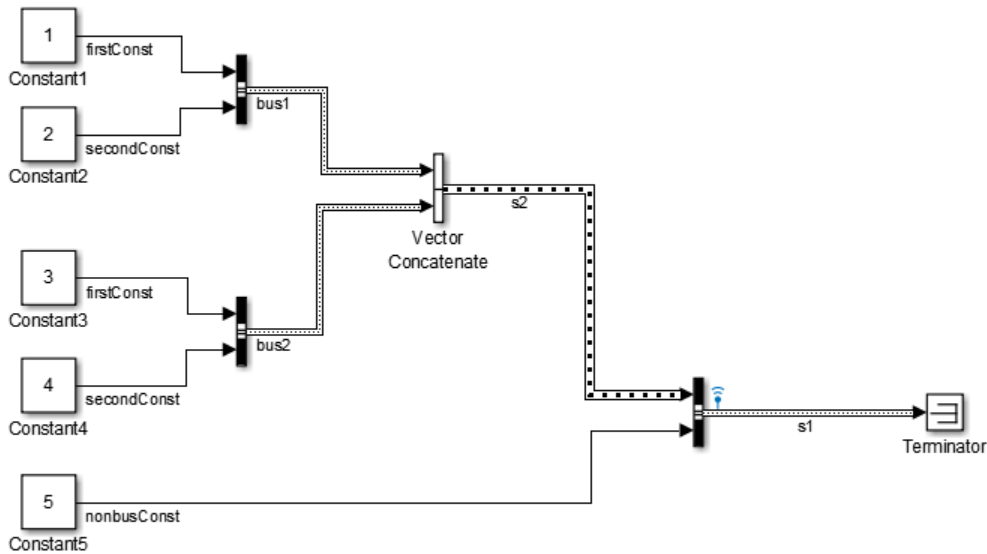 1
firstConst
Constant1
bus1
2
secondConst
Constant2
s2
Vector
Concatenate
3
firstConst
Constant3
bus2
4
secondConst
Constant4
s1
Terminator
5
nonbusConst
Constant5